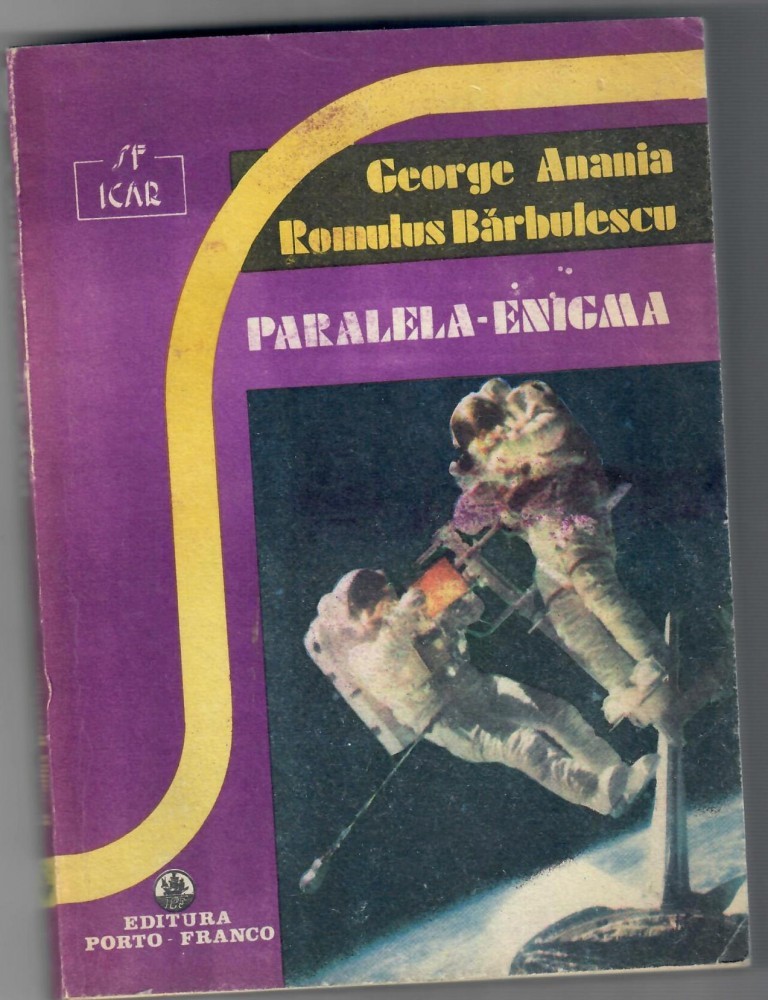 SF
ICAR
George Anania
Romulus Bărbulescu
PARALELA-ENIGMA
EDITURA
PORTO-FRANCO